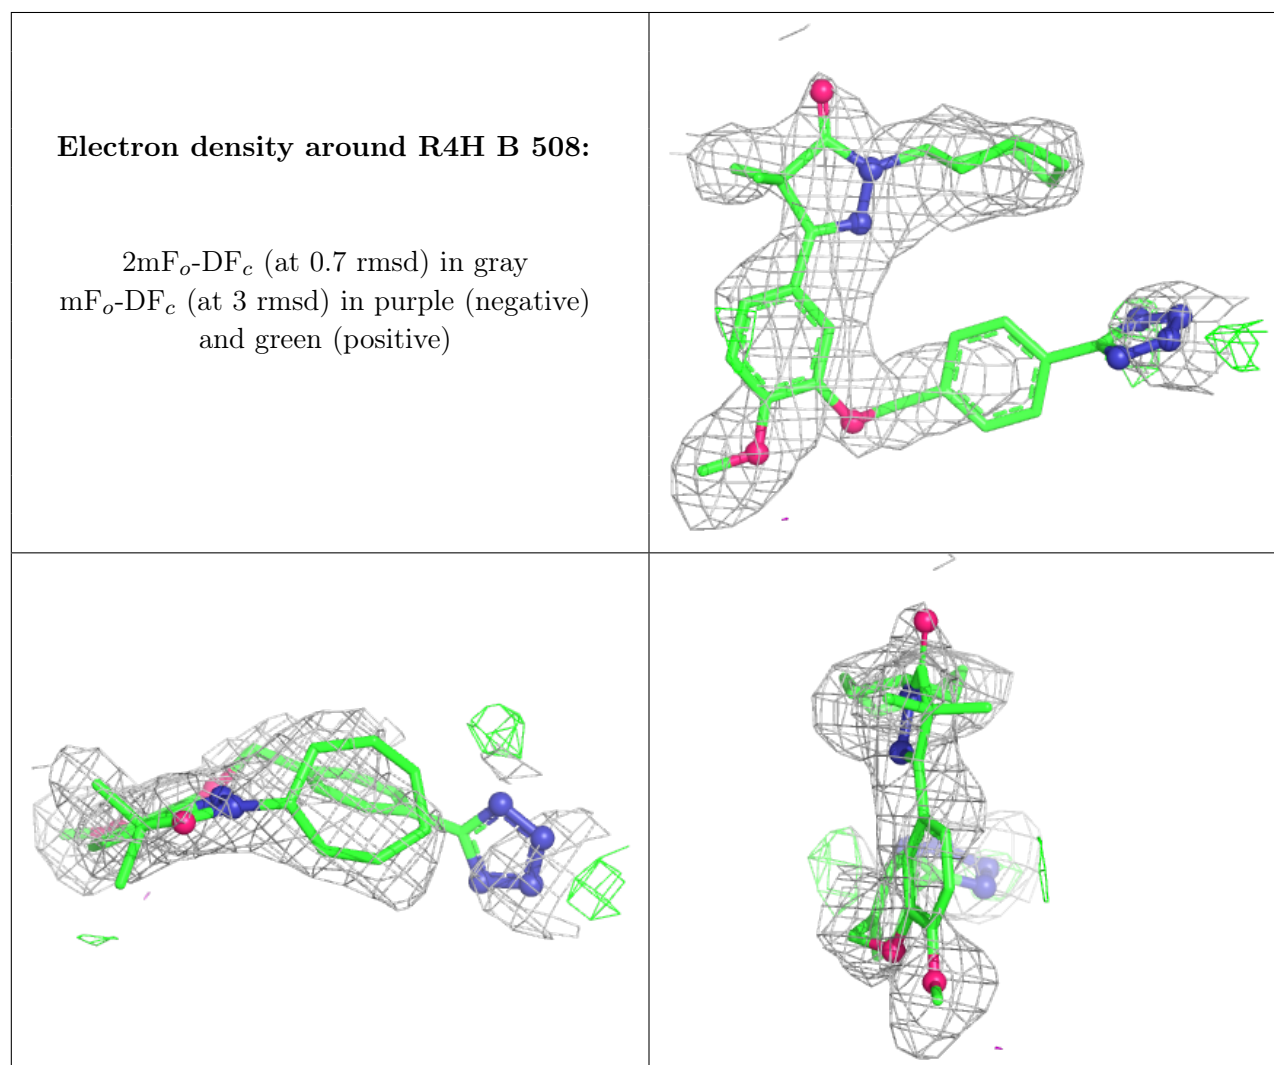 Electron density around R4H B 508:
2mFo-DFc (at 0.7 rmsd) in gray
mFo-DFc (at 3 rmsd) in purple (negative)
and green (positive)